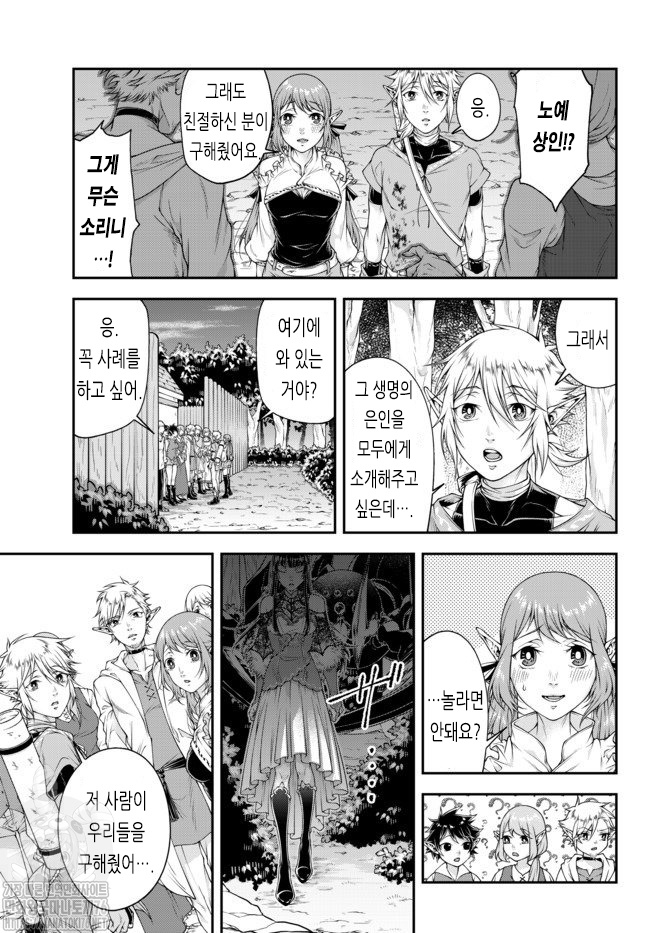 노예
상인!?
응.
그래도
친절하신 분이
구해줬어요.
그게
무슨
소리니
…!
그래서
그 생명의
은인을
모두에게
소개해주고
싶은데….
여기에
와 있는
거야?
응.
꼭 사례를
하고 싶어.
…놀라면
안돼요?
저 사람이
우리들을
구해줬어….